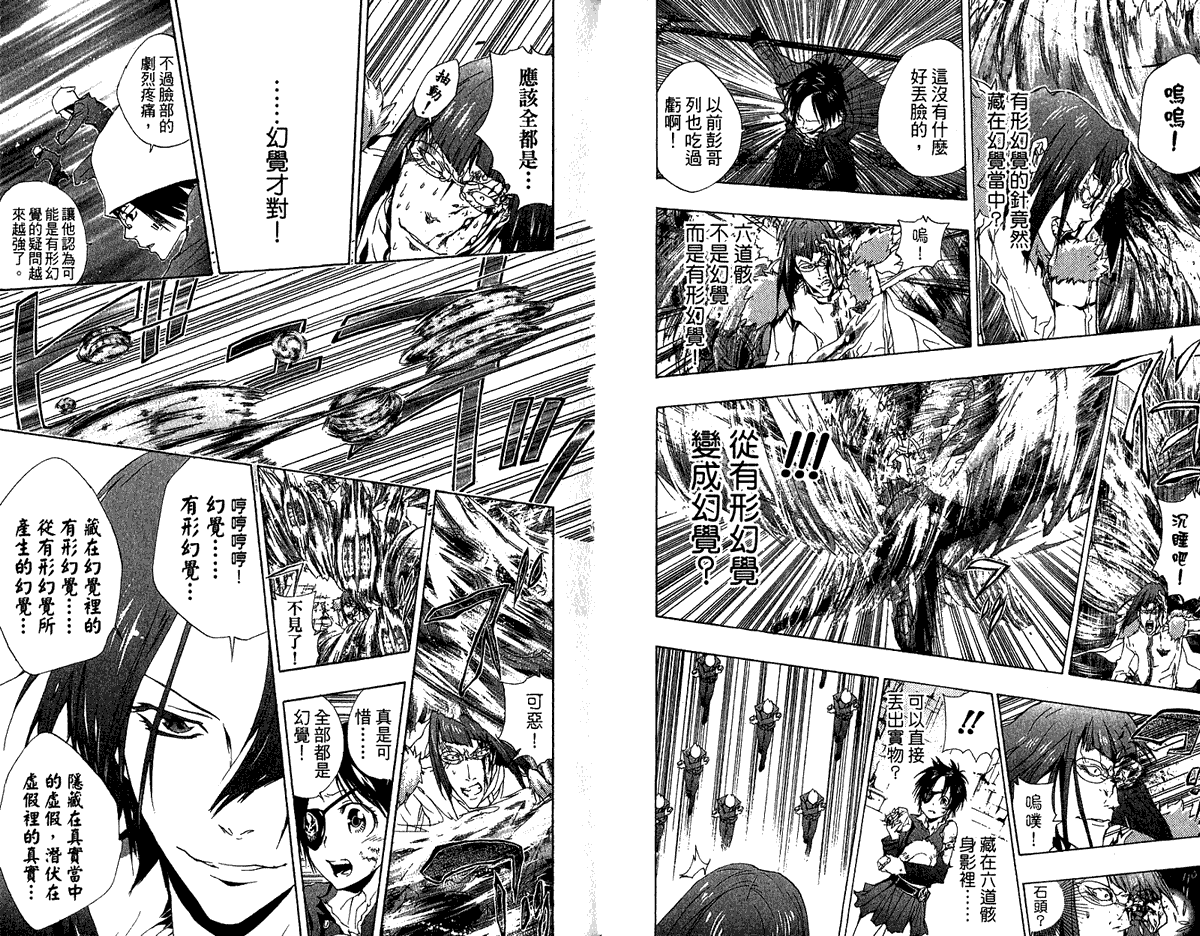 嗚嗚！
有形幻覺的針竟然
藏在幻覺當中？
這沒有什麼
好丟臉的，
以前彭哥
列也吃過
虧啊！
嗚！
六道骸
不是幻覺，
而是有形幻覺！
沉睡吧！
!!!
從有形幻覺
變成幻覺？
嗚噗！
石頭？
!!
可以直接
丟出實物？
藏在六道骸
身影裡……
應該全都是…
抽動！
……幻覺才對！
不過臉部的
劇烈疼痛，
讓他認為可
能是有形幻
覺的疑問越
來越強了。
可惡！
不見了！
真是可
惜……
全部都是
幻覺！
哼哼哼哼！
幻覺……
有形幻覺…
藏在幻覺裡的
有形幻覺……
從有形幻覺所
產生的幻覺…
隱藏在真實當中
的虛假，潛伏在
虛假裡的真實…